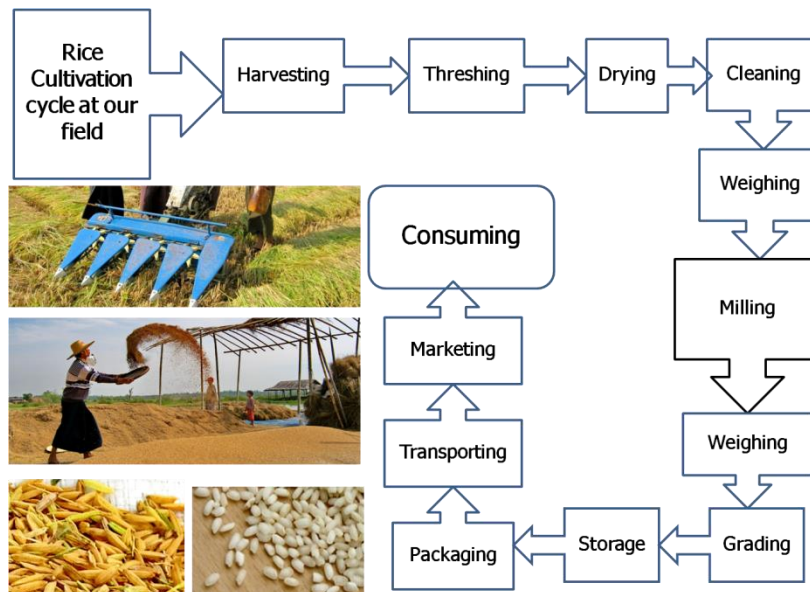 Rice
Cultivation
cycle at our
field
Harvesting
Threshing
Drying
Cleaning
Weighing
Milling
Weighing
Grading
Storage
Packaging
Transporting
Marketing
Consuming